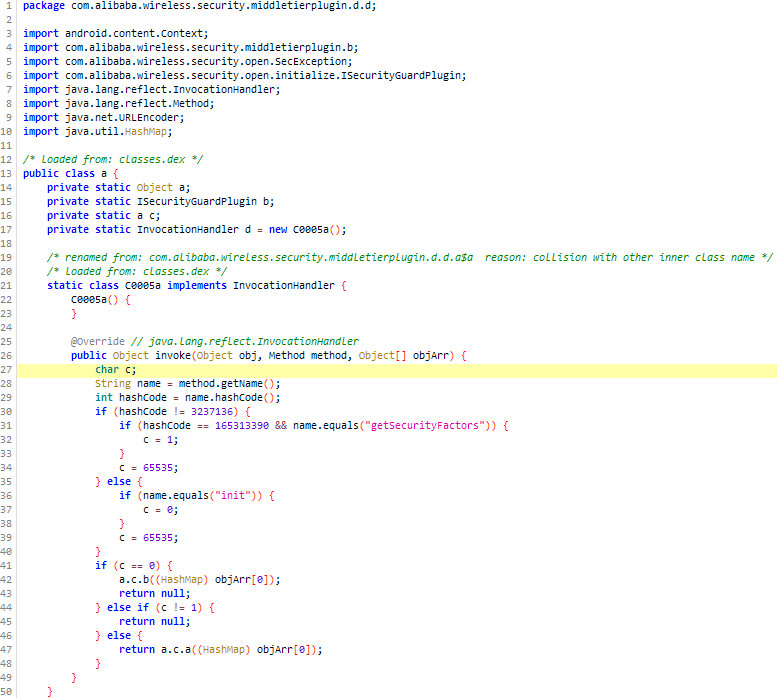 1 package com.alibaba.wireless.security.middletierplugin.d.d;
2
3 import android.content.Context;
4 import com.alibaba.wireless.security.middletierplugin.b;
5 import com.alibaba.wireless.security.open.SecException;
6 import com.alibaba.wireless.security.open.initialize.ISecurityGuardPlugin;
7 import java.lang.reflect.InvocationHandler;
8 import java.lang.reflect.Method;
9 import java.net.URLEncoder;
10 import java.util.HashMap;
11
12 /* loaded from: classes.dex */
13 public class a {
14     private static Object a;
15     private static ISecurityGuardPlugin b;
16     private static a c;
17     private static InvocationHandler d = new C0005a();
18
19     /* renamed from: com.alibaba.wireless.security.middletierplugin.d.d.a$a  reason: collision with other inner class name */
20     /* loaded from: classes.dex */
21     static class C0005a implements InvocationHandler {
22         C0005a() {
23         }
24
25         @Override // java.lang.reflect.InvocationHandler
26         public Object invoke(Object obj, Method method, Object[] objArr) {
27             char c;
28             String name = method.getName();
29             int hashCode = name.hashCode();
30             if (hashCode != 3237136) {
31                 if (hashCode == 165313390 && name.equals("getSecurityFactors")) {
32                     c = 1;
33                 }
34                 c = 65535;
35             } else {
36                 if (name.equals("init")) {
37                     c = 0;
38                 }
39                 c = 65535;
40             }
41             if (c == 0) {
42                 a.c.b((HashMap) objArr[0]);
43                 return null;
44             } else if (c != 1) {
45                 return null;
46             } else {
47                 return a.c.a((HashMap) objArr[0]);
48             }
49         }
50     }